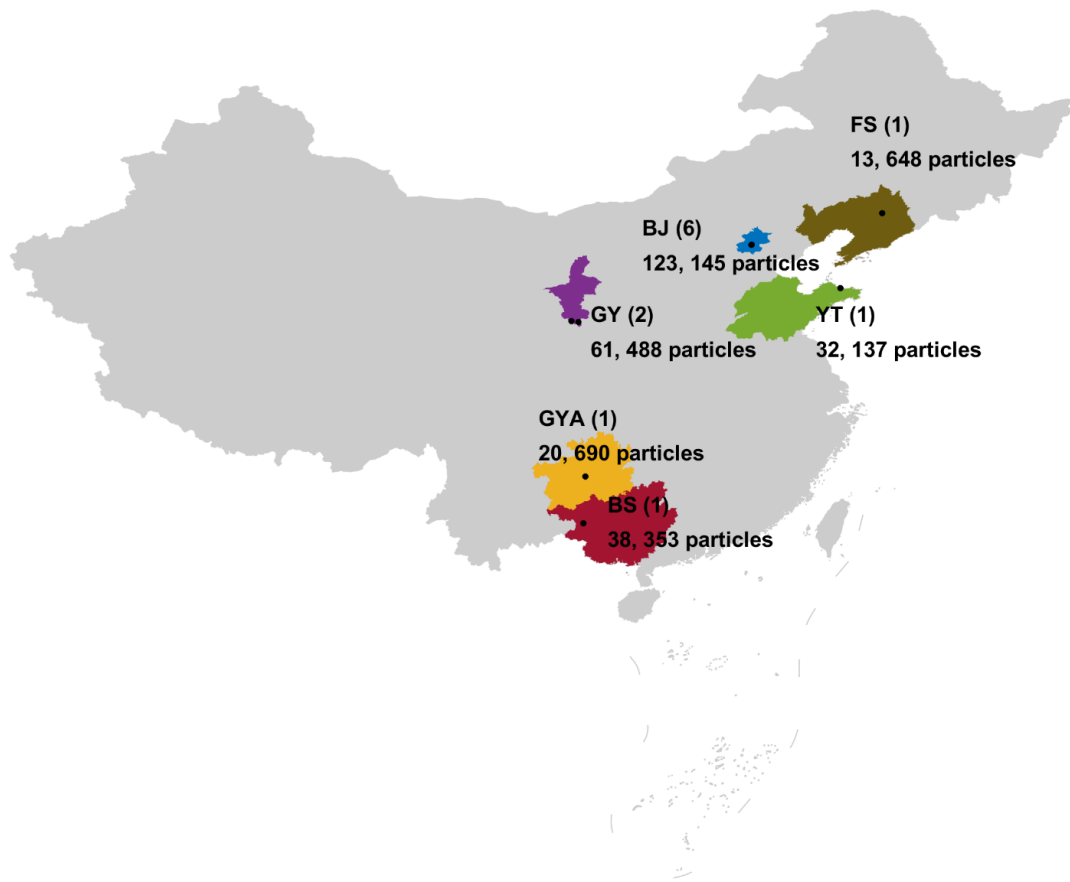 FS (1)
13, 648 particles
BJ (6)
123, 145 particles
GY (2)
61, 488 particles
YT (1)
32, 137 particles
GYA (1)
20, 690 particles
BS (1)
38, 353 particles